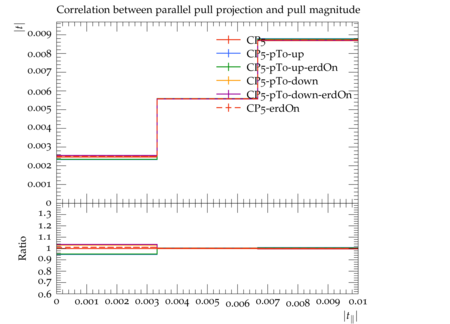 Correlation between parallel pull projection and pull magnitude
|t|
0.009
0.008
0.007
0.006
0.005
0.004
0.003
0.002
0.001
0
CP5
CP5-pTo-up
CP5-pTo-up-erdOn
CP5-pTo-down
CP5-pTo-down-erdOn
CP5-erdOn
Ratio
1.3
1.2
1.1
1
0.9
0.8
0.7
0.6
0 0.001 0.002 0.003 0.004 0.005 0.006 0.007 0.008 0.009 0.01
|t∥|